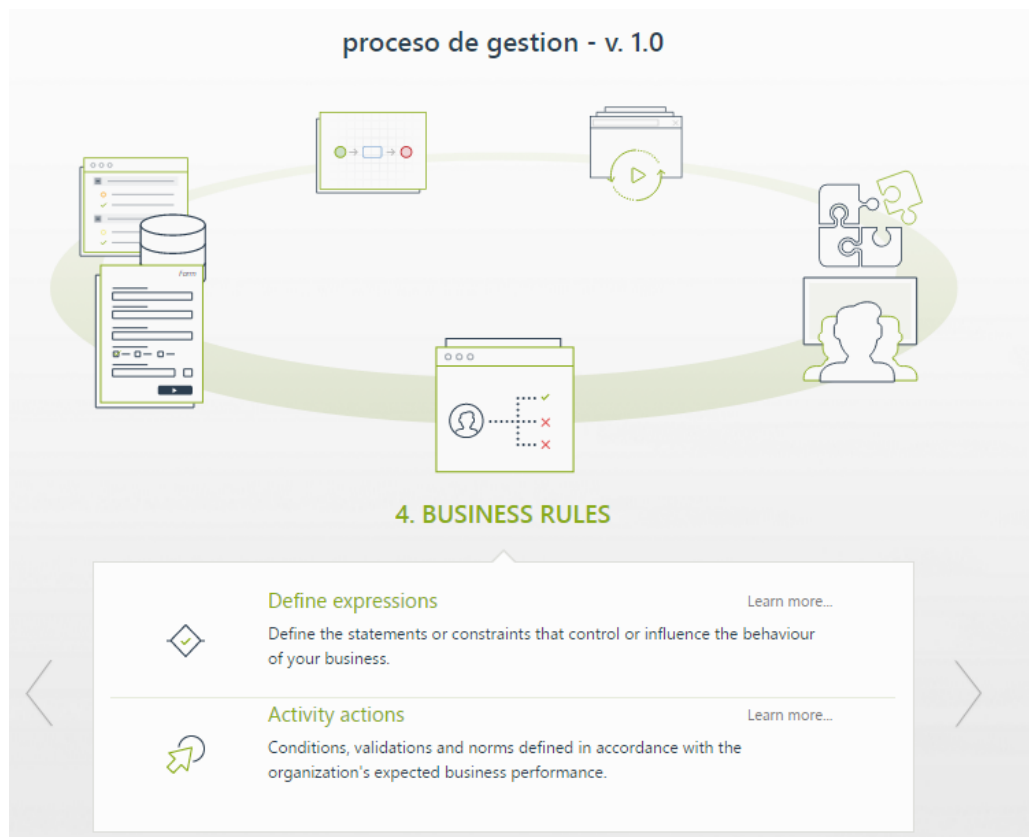 proceso de gestion - v. 1.0
Form
4. BUSINESS RULES
Define expressions
Learn more...
Define the statements or constraints that control or influence the behaviour
of your business.
Activity actions
Learn more...
Conditions, validations and norms defined in accordance with the
organization's expected business performance.